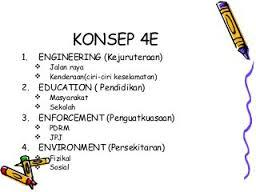 KONSEP 4E
1. ENGINEERING (Kejuruteraan)
❖ Jalan raya
❖ Kenderaan(ciri-ciri keselamatan)
2. EDUCATION ( Pendidikan)
❖ Masyarakat
❖ Sekolah
3. ENFORCEMENT (Penguatkuasaan)
❖ PDRM
❖ JPJ
4. ENVIRONMENT (Persekitaran)
❖ Fizikal
❖ Sosial